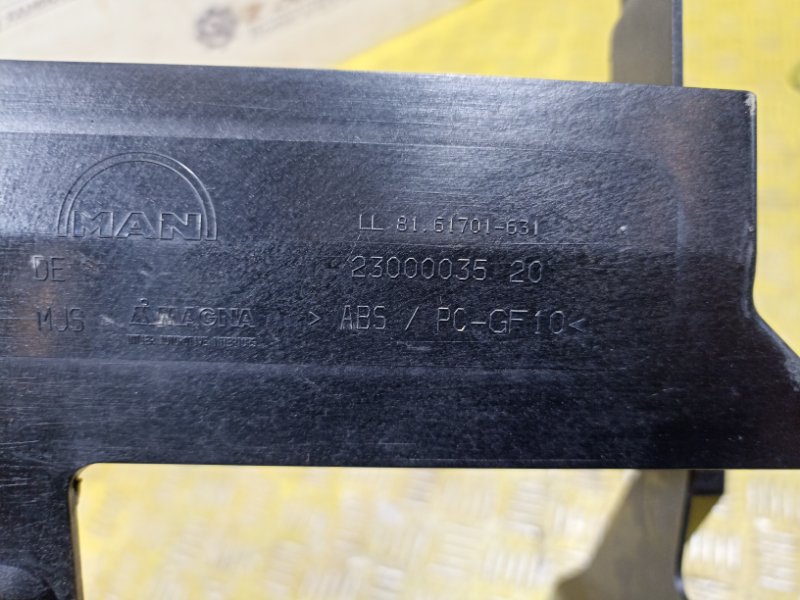 MAN
LL 81.61701-631
DE 23000035 20
MJS MAGNA > ABS / PC-GF10<